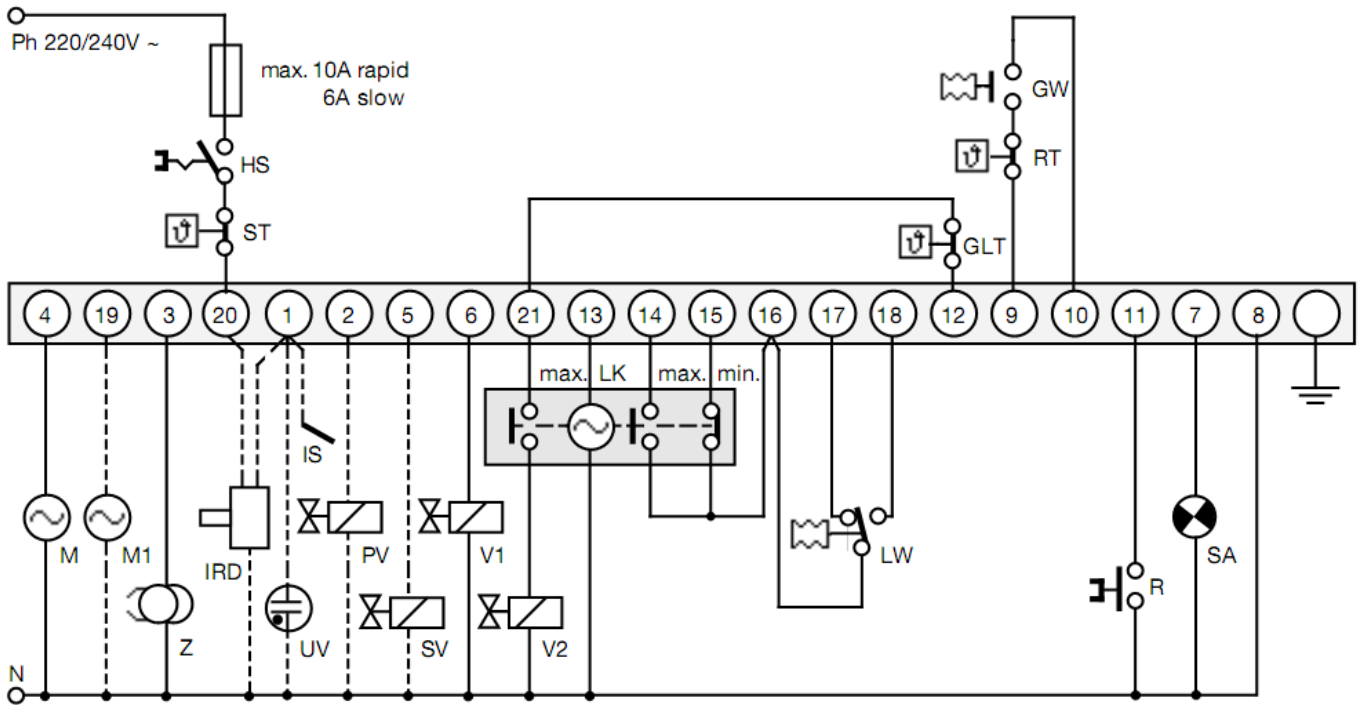 Ph 220/240V ~
max. 10A rapid
6A slow
HS
ST
GW
RT
GLT
ϑ
ϑ
ϑ
4 19 3 20 1 2 5 6 21 13 14 15 16 17 18 12 9 10 11 7 8
max. LK max. min.
IS
M M1 IRD PV V1 LW R SA
Z UV SV V2
N